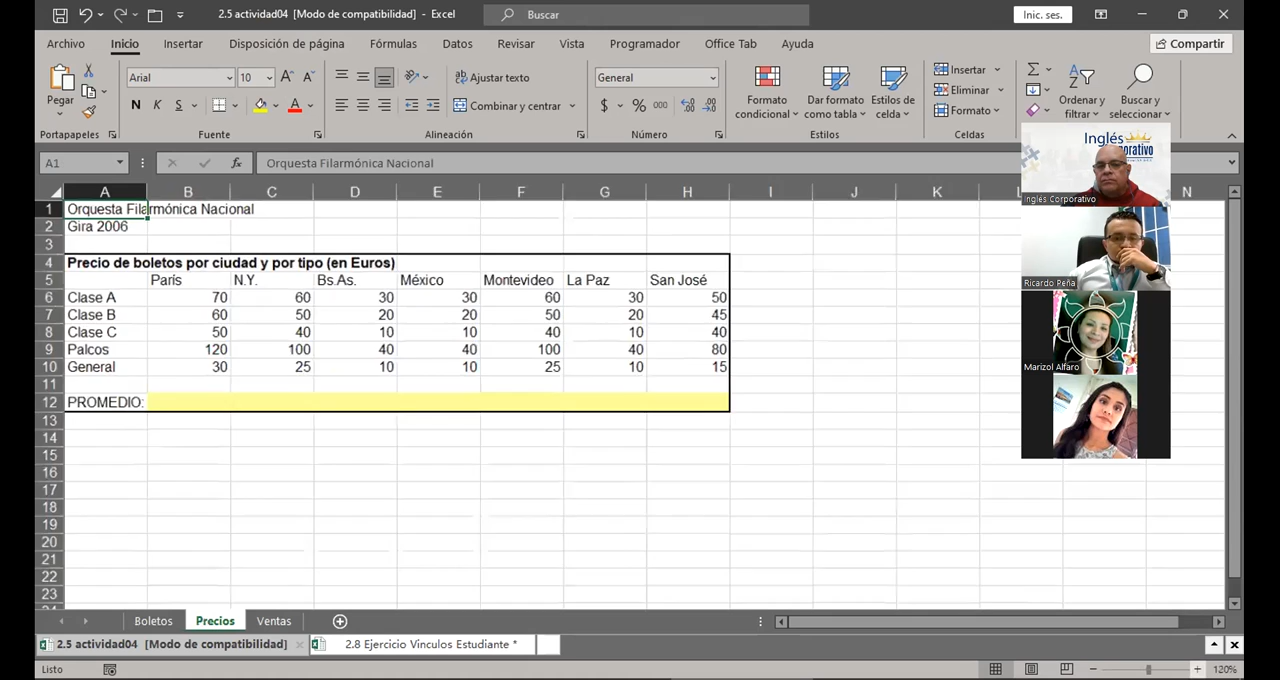 2.5 actividad04 [Modo de compatibilidad] - Excel
Buscar
Inic. ses.
Archivo Inicio Insertar Disposición de página Fórmulas Datos Revisar Vista Programador Office Tab Ayuda
Compartir
Pegar
Arial 10
N K S
Ajustar texto
Combinar y centrar
General
$ % 000
Formato condicional
Dar formato como tabla
Estilos de celda
Insertar
Eliminar
Formato
Ordenar y filtrar
Buscar y seleccionar
Portapapeles Fuente Alineación Número Estilos Celdas
A1 fx Orquesta Filarmónica Nacional
A B C D E F G H I J K L N
1 Orquesta Filarmónica Nacional
2 Gira 2006
3
4 Precio de boletos por ciudad y por tipo (en Euros)
5 París N.Y. Bs.As. México Montevideo La Paz San José
6 Clase A 70 60 30 30 60 30 50
7 Clase B 60 50 20 20 50 20 45
8 Clase C 50 40 10 10 40 10 40
9 Palcos 120 100 40 40 100 40 80
10 General 30 25 10 10 25 10 15
11
12 PROMEDIO:
13
14
15
16
17
18
19
20
21
22
23
Inglés
Inglés Corporativo
Ricardo Peña
Marizol Alfaro
Boletos Precios Ventas
2.5 actividad04 [Modo de compatibilidad] 2.8 Ejercicio Vinculos Estudiante *
Listo
120%